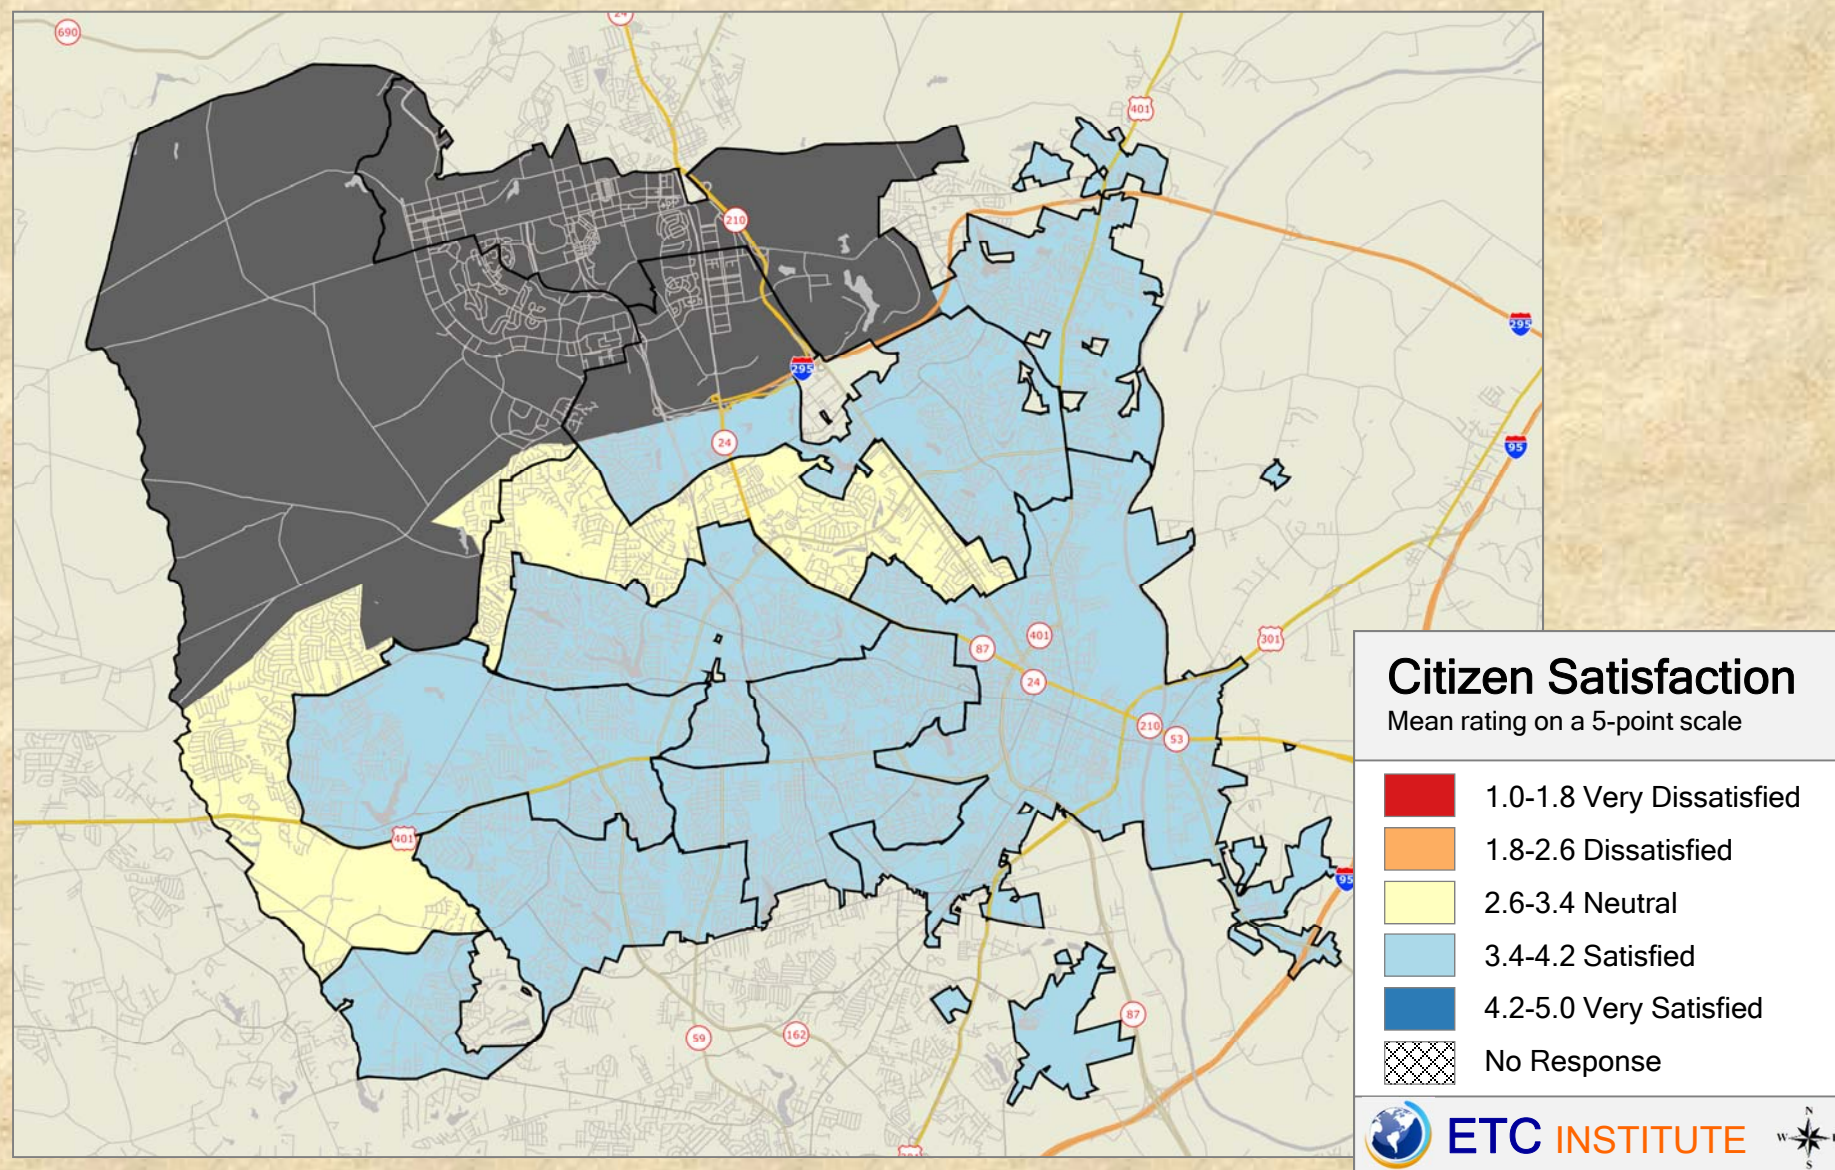 690
24
401
210
295
295
24
95
301
401
87
24
210
53
401
95
87
59
162
Citizen Satisfaction
Mean rating on a 5-point scale
1.0-1.8 Very Dissatisfied
1.8-2.6 Dissatisfied
2.6-3.4 Neutral
3.4-4.2 Satisfied
4.2-5.0 Very Satisfied
No Response
ETC INSTITUTE
N
W
S